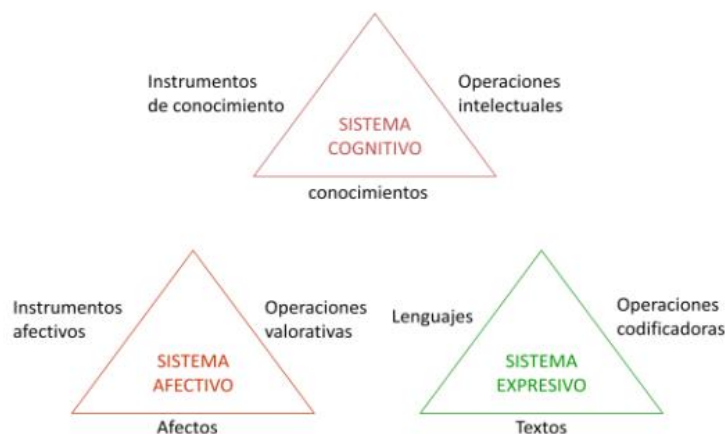 Instrumentos
de conocimiento
Operaciones
intelectuales
SISTEMA
COGNITIVO
conocimientos
Instrumentos
afectivos
Operaciones
valorativas
SISTEMA
AFECTIVO
Afectos
Lenguajes
Operaciones
codificadoras
SISTEMA
EXPRESIVO
Textos